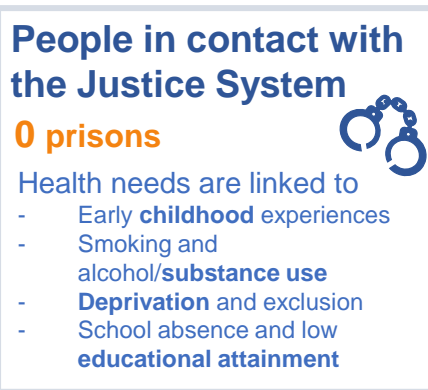 People in contact with
the Justice System
0 prisons
Health needs are linked to
- Early childhood experiences
- Smoking and
alcohol/substance use
- Deprivation and exclusion
- School absence and low
educational attainment